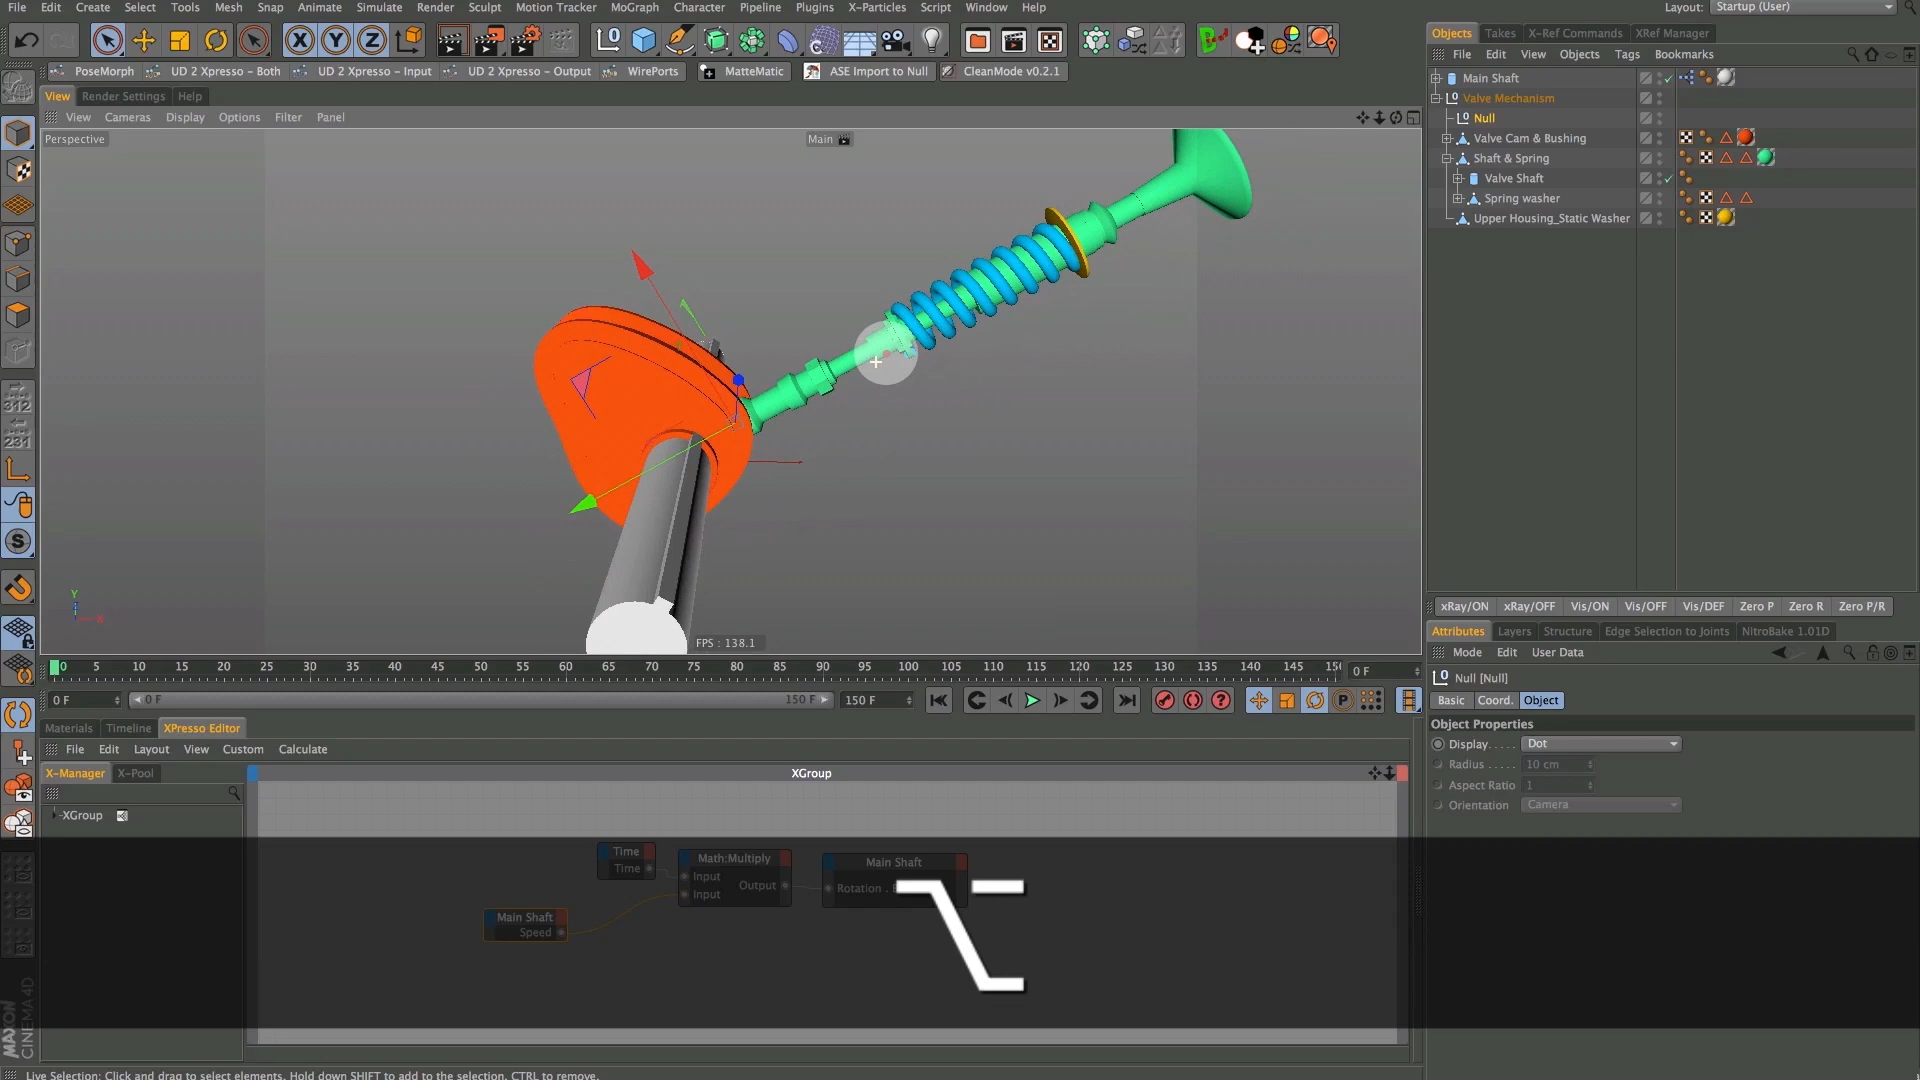 File Edit Create Select Tools Mesh Snap Animate Simulate Render Sculpt Motion Tracker MoGraph Character Pipeline Plugins X-Particles Script Window Help
Layout: Startup (User)
X Y Z
PoseMorph UD 2 Xpresso - Both UD 2 Xpresso - Input UD 2 Xpresso - Output WirePorts MatteMatic ASE Import to Null CleanMode v0.2.1
View Render Settings Help
View Cameras Display Options Filter Panel
Perspective
Main
Y
X
FPS : 138.1
312
231
S
0 5 10 15 20 25 30 35 40 45 50 55 60 65 70 75 80 85 90 95 100 105 110 115 120 125 130 135 140 145
0 F
0 F
0 F
150 F
150 F
Materials Timeline XPresso Editor
File Edit Layout View Custom Calculate
X-Manager X-Pool
XGroup
XGroup
Time
Time
Math:Multiply
Input
Input
Output
Main Shaft
Rotation .
Main Shaft
Speed
Objects Takes X-Ref Commands XRef Manager
File Edit View Objects Tags Bookmarks
Main Shaft
Valve Mechanism
Null
Valve Cam & Bushing
Shaft & Spring
Valve Shaft
Spring washer
Upper Housing_Static Washer
xRay/ON xRay/OFF Vis/ON Vis/OFF Vis/DEF Zero P Zero R Zero P/R
Attributes Layers Structure Edge Selection to Joints NitroBake 1.01D
Mode Edit User Data
Null [Null]
Basic Coord. Object
Object Properties
Display..... Dot
Radius ..... 10 cm
Aspect Ratio 1
Orientation Camera
MAXON
CINEMA 4D
Live Selection: Click and drag to select elements. Hold down SHIFT to add to the selection, CTRL to remove.